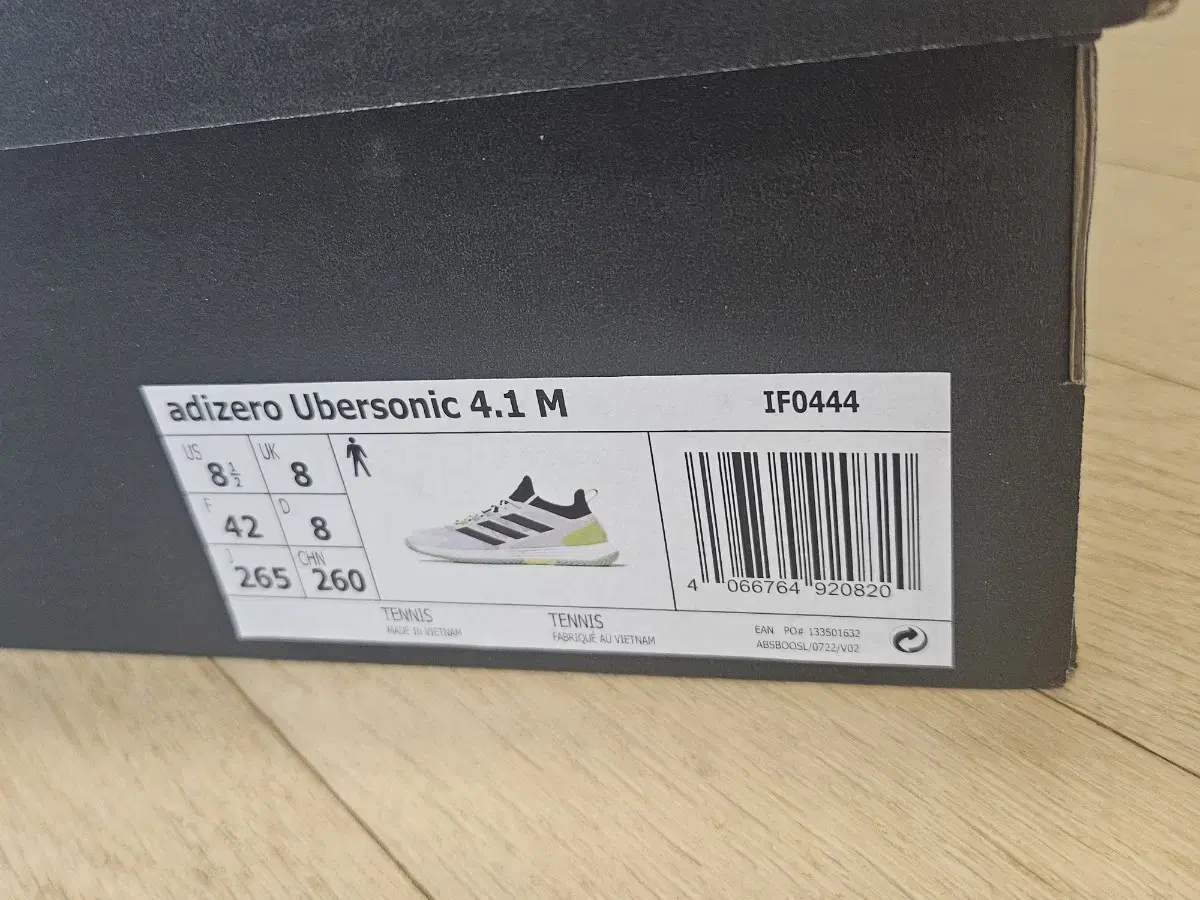 adizero Ubersonic 4.1 M IF0444
US 8½ UK 8
F 42 D 8
J 265 CHN 260
TENNIS TENNIS
MADE IN VIETNAM FABRIQUÉ AU VIETNAM
4 066764 920820
EAN PO# 133501632
ABSBOOSL/0722/V02